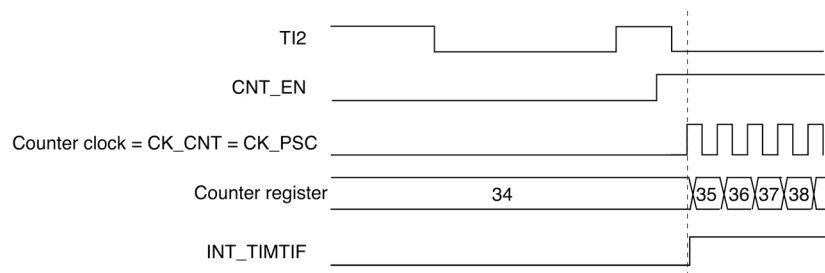 TI2
CNT_EN
Counter clock = CK_CNT = CK_PSC
Counter register 34 35 36 37 38
INT_TIMTIF